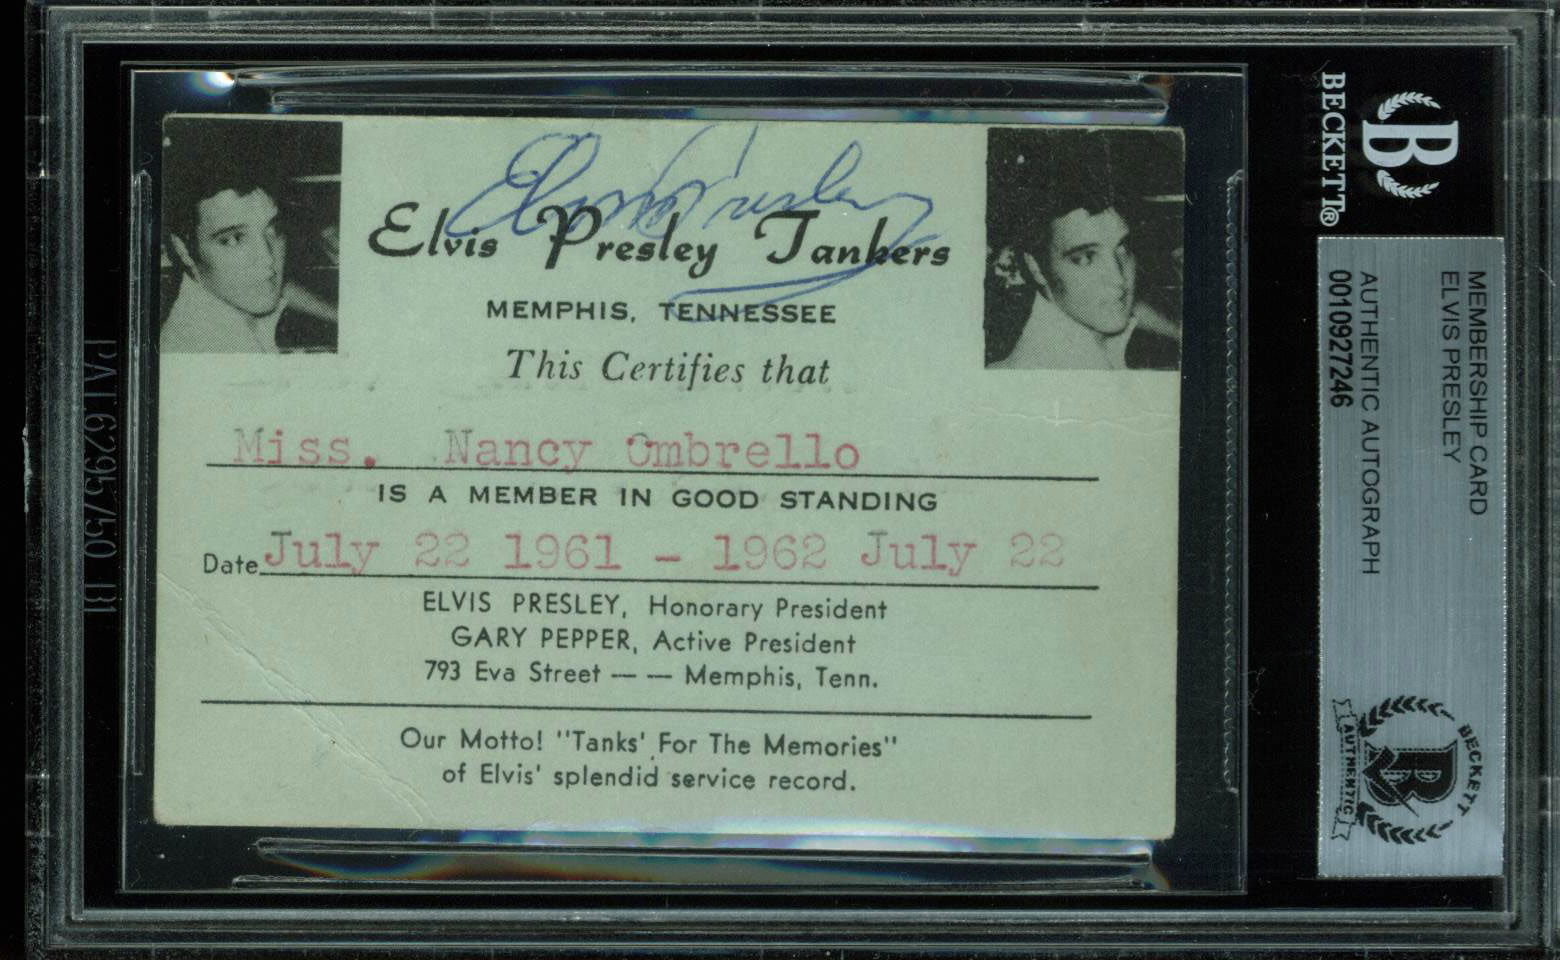 Elvis Presley
Elvis Presley Tankers
MEMPHIS, TENNESSEE
This Certifies that
Miss. Nancy Ombrello
IS A MEMBER IN GOOD STANDING
Date July 22 1961 - 1962 July 22
ELVIS PRESLEY, Honorary President
GARY PEPPER, Active President
793 Eva Street — — Memphis, Tenn.
Our Motto! "Tanks' For The Memories"
of Elvis' splendid service record.
B
BECKETT®
MEMBERSHIP CARD
ELVIS PRESLEY
AUTHENTIC AUTOGRAPH
0010927246
BECKETT
B
AUTHENTIC